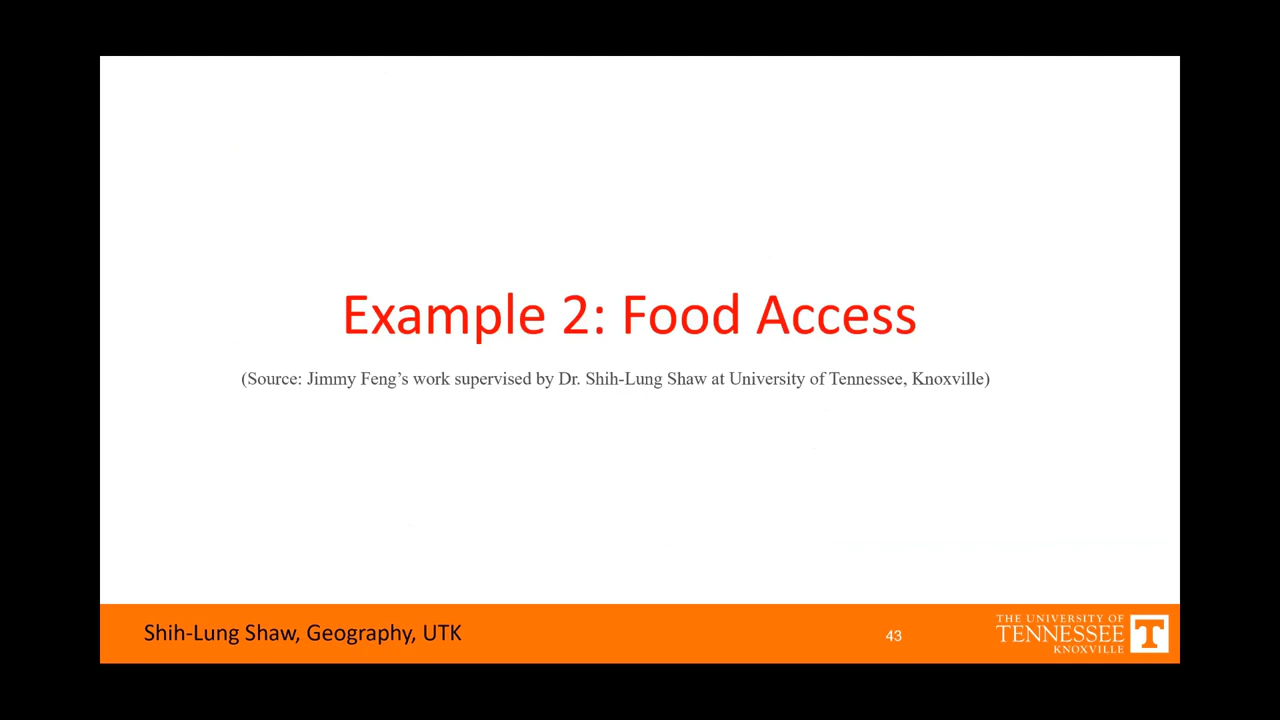 Example 2: Food Access
(Source: Jimmy Feng’s work supervised by Dr. Shih-Lung Shaw at University of Tennessee, Knoxville)
Shih-Lung Shaw, Geography, UTK
43
THE UNIVERSITY OF
TENNESSEE
KNOXVILLE
T